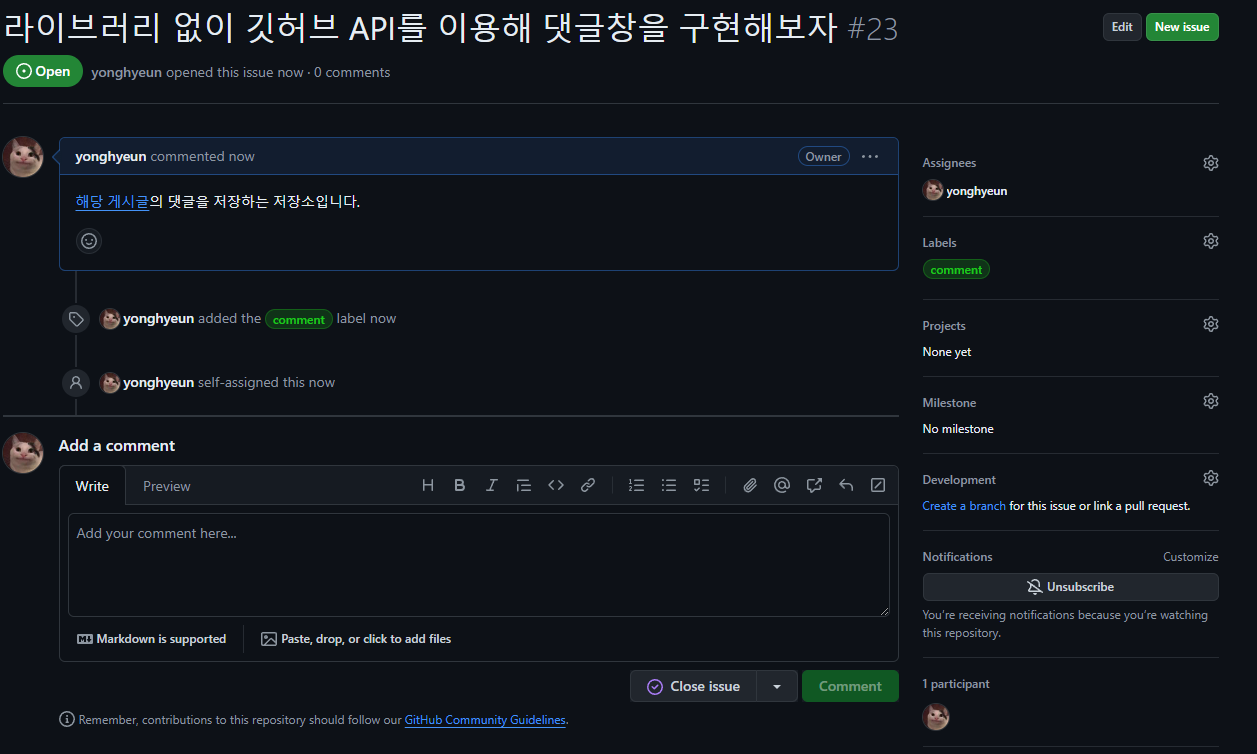 라이브러리 없이 깃허브 API를 이용해 댓글창을 구현해보자 #23
Edit
New issue
Open
yonghyeun opened this issue now · 0 comments
yonghyeun commented now
Owner
해당 게시글의 댓글을 저장하는 저장소입니다.
yonghyeun added the comment label now
yonghyeun self-assigned this now
Add a comment
Write
Preview
Add your comment here...
Markdown is supported
Paste, drop, or click to add files
Close issue
Comment
Remember, contributions to this repository should follow our GitHub Community Guidelines.
Assignees
yonghyeun
Labels
comment
Projects
None yet
Milestone
No milestone
Development
Create a branch for this issue or link a pull request.
Notifications
Customize
Unsubscribe
You're receiving notifications because you're watching
this repository.
1 participant